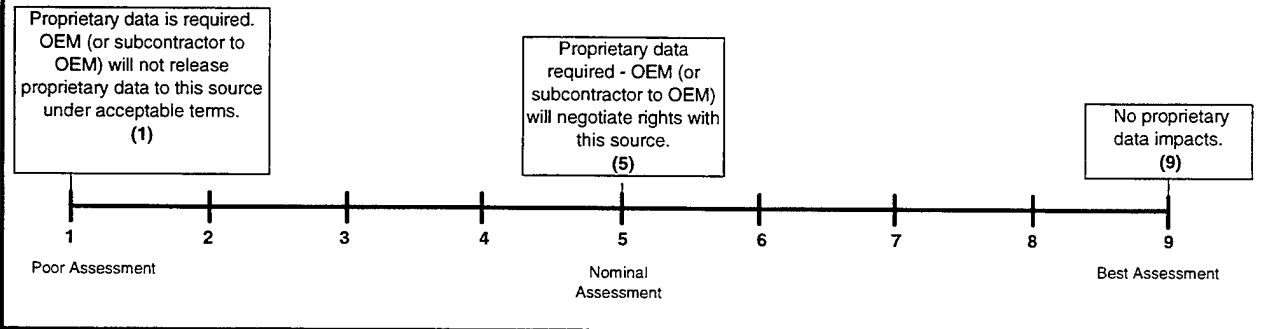 Proprietary data is required.
OEM (or subcontractor to
OEM) will not release
proprietary data to this source
under acceptable terms.
(1)
Proprietary data
required - OEM (or
subcontractor to OEM)
will negotiate rights with
this source.
(5)
No proprietary
data impacts.
(9)
1 2 3 4 5 6 7 8 9
Poor Assessment
Nominal
Assessment
Best Assessment